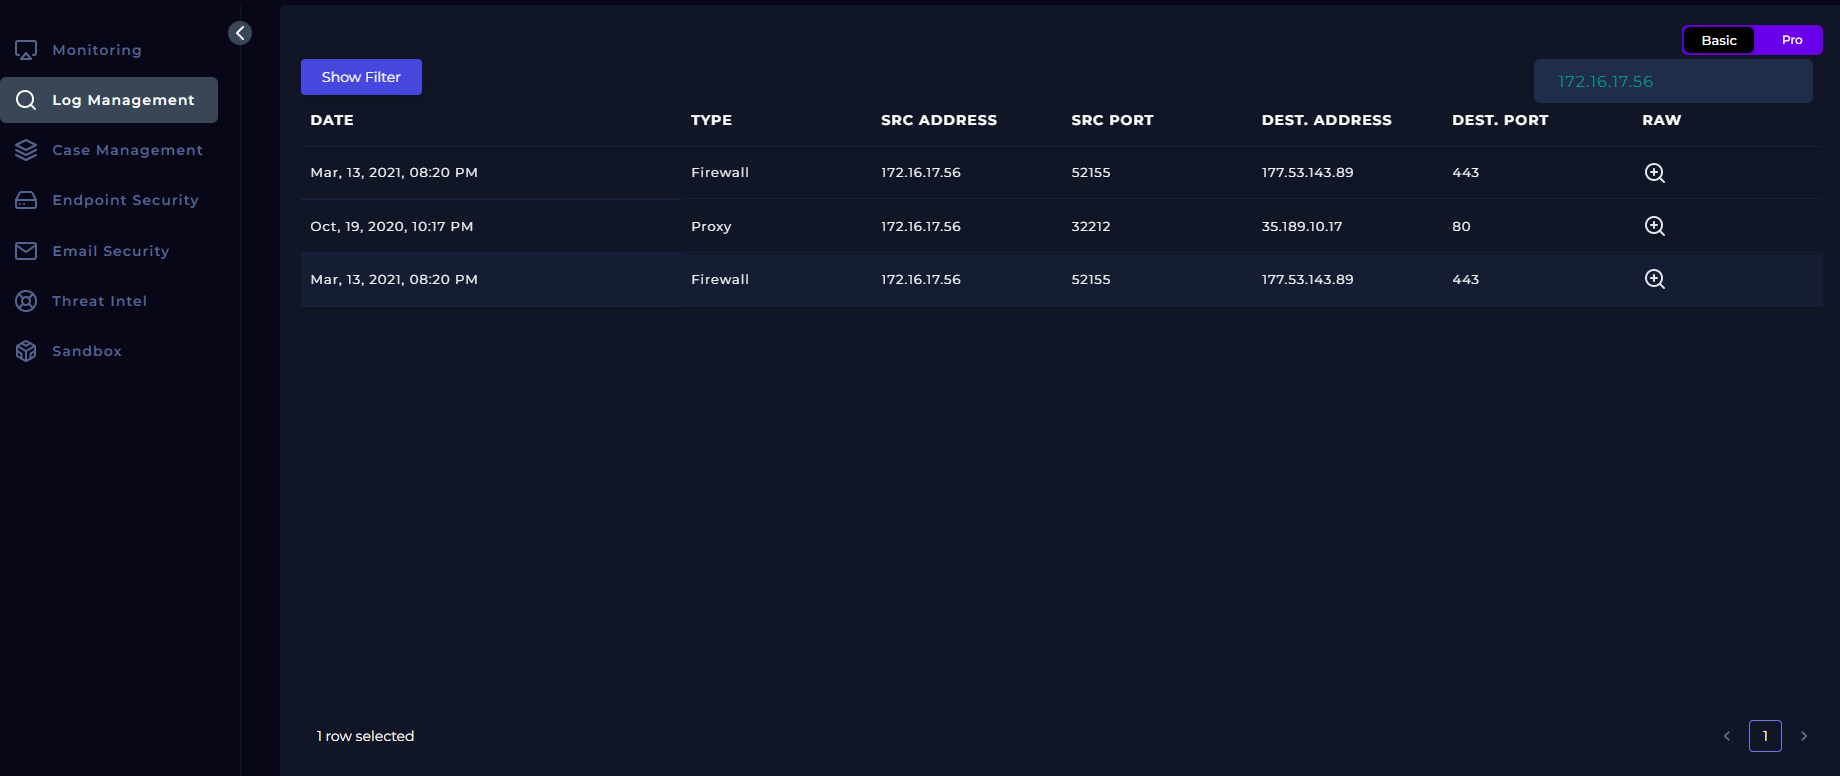 Monitoring
Log Management
Case Management
Endpoint Security
Email Security
Threat Intel
Sandbox
Basic Pro
Show Filter
172.16.17.56
DATE TYPE SRC ADDRESS SRC PORT DEST. ADDRESS DEST. PORT RAW
Mar, 13, 2021, 08:20 PM Firewall 172.16.17.56 52155 177.53.143.89 443
Oct, 19, 2020, 10:17 PM Proxy 172.16.17.56 32212 35.189.10.17 80
Mar, 13, 2021, 08:20 PM Firewall 172.16.17.56 52155 177.53.143.89 443
1 row selected
1